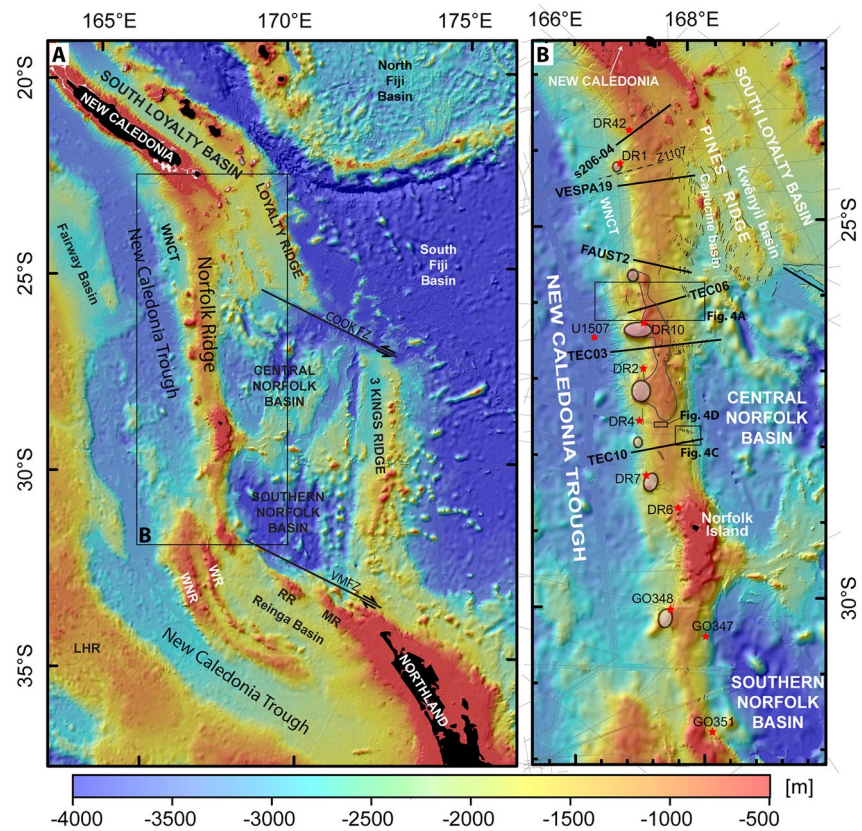 165°E
170°E
175°E
166°E
168°E
A
B
20°S
25°S
30°S
35°S
North
Fiji
Basin
SOUTH LOYALTY BASIN
NEW CALEDONIA
LOYALTY RIDGE
Fairway Basin
WNCT
New Caledonia Trough
Norfolk Ridge
South
Fiji
Basin
COOK FZ
CENTRAL
NORFOLK
BASIN
3 KINGS RIDGE
SOUTHERN
NORFOLK
BASIN
B
WNR
WR
VMFZ
RR
Reinga Basin
MR
LHR
New Caledonia Trough
NORTHLAND
NEW CALEDONIA
SOUTH LOYALTY BASIN
DR42
s206-04
DR1
Z1107
PINES RIDGE
VESPA19
Capucine basin
Kwênyii basin
WNCT
25°S
FAUST2
TEC06
Fig. 4A
NEW CALEDONIA TROUGH
U1507
DR10
TEC03
DR2
CENTRAL
NORFOLK
BASIN
Fig. 4D
DR4
TEC10
Fig. 4C
DR7
DR6
Norfolk
Island
GO348
GO347
30°S
SOUTHERN
NORFOLK
BASIN
GO351
-4000
-3500
-3000
-2500
-2000
-1500
-1000
-500
[m]